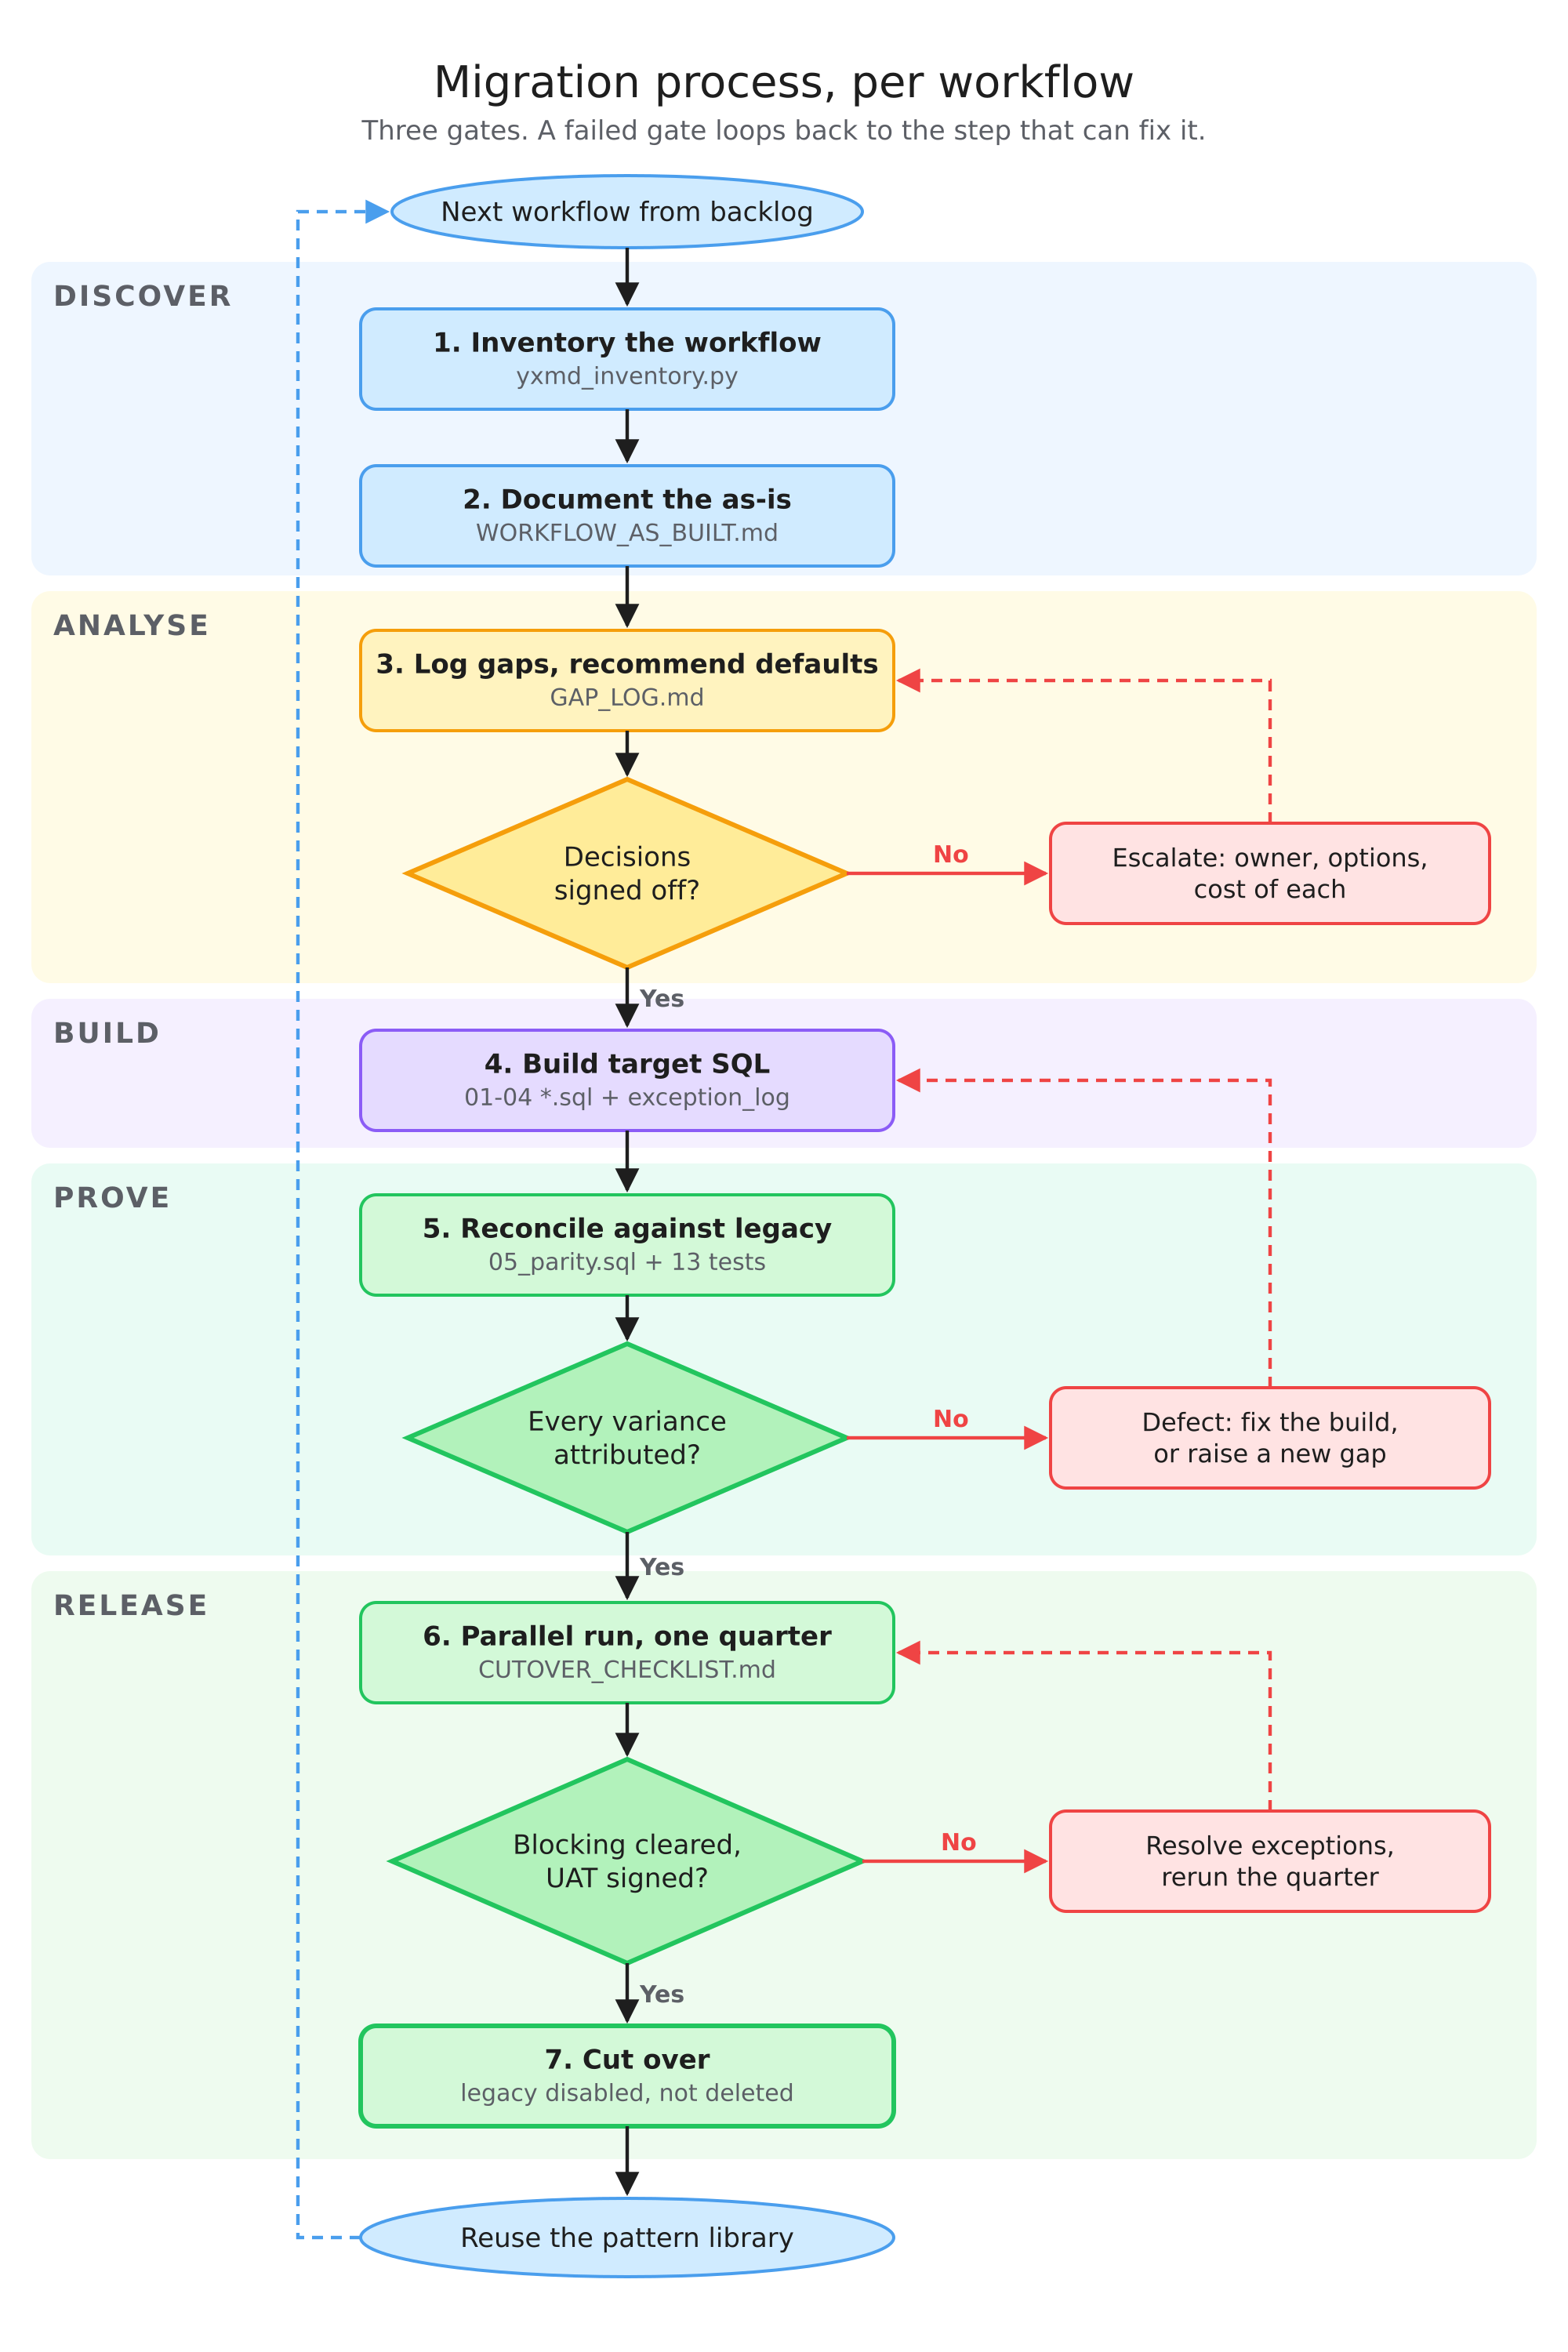 Migration process, per workflow
Three gates. A failed gate loops back to the step that can fix it.
Next workflow from backlog
DISCOVER
1. Inventory the workflow
yxmd_inventory.py
2. Document the as-is
WORKFLOW_AS_BUILT.md
ANALYSE
3. Log gaps, recommend defaults
GAP_LOG.md
Decisions
signed off?
No
Escalate: owner, options,
cost of each
Yes
BUILD
4. Build target SQL
01-04 *.sql + exception_log
PROVE
5. Reconcile against legacy
05_parity.sql + 13 tests
Every variance
attributed?
No
Defect: fix the build,
or raise a new gap
Yes
RELEASE
6. Parallel run, one quarter
CUTOVER_CHECKLIST.md
Blocking cleared,
UAT signed?
No
Resolve exceptions,
rerun the quarter
Yes
7. Cut over
legacy disabled, not deleted
Reuse the pattern library